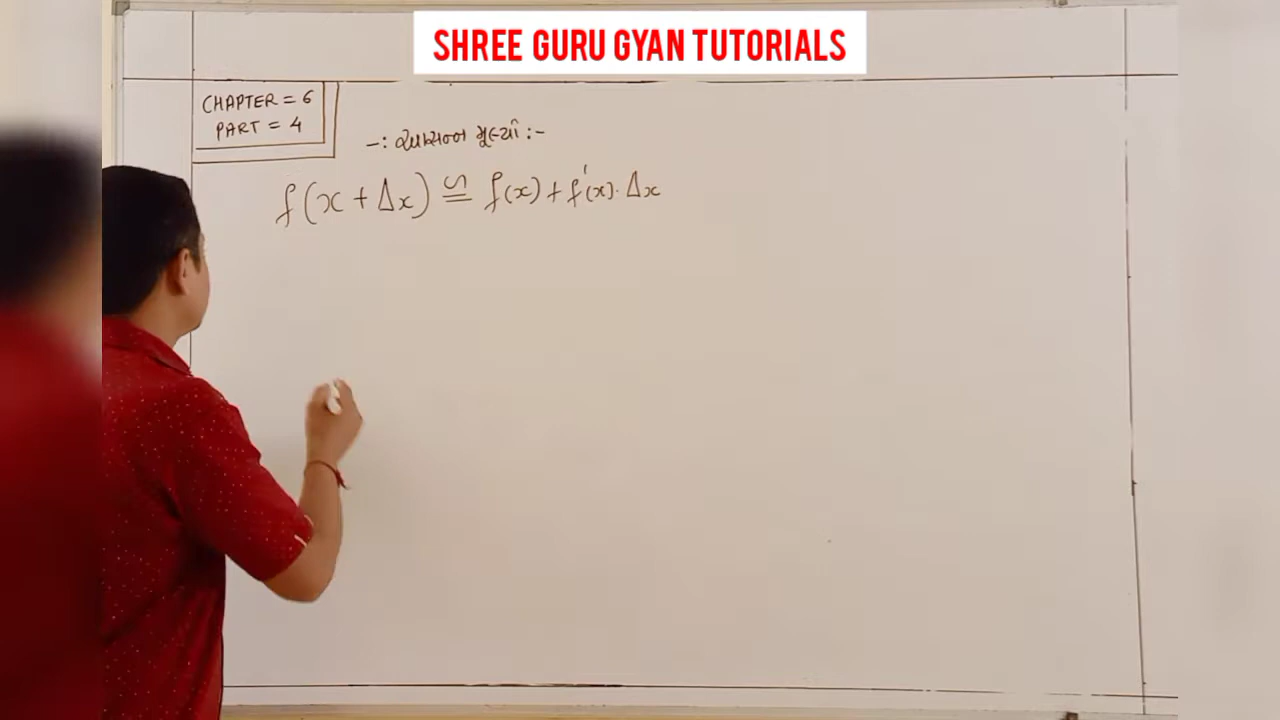 SHREE GURU GYAN TUTORIALS
CHAPTER = 6
PART = 4
-: આસન્ન મૂલ્યો :-
f(x + Δx) ≌ f(x) + f'(x). Δx